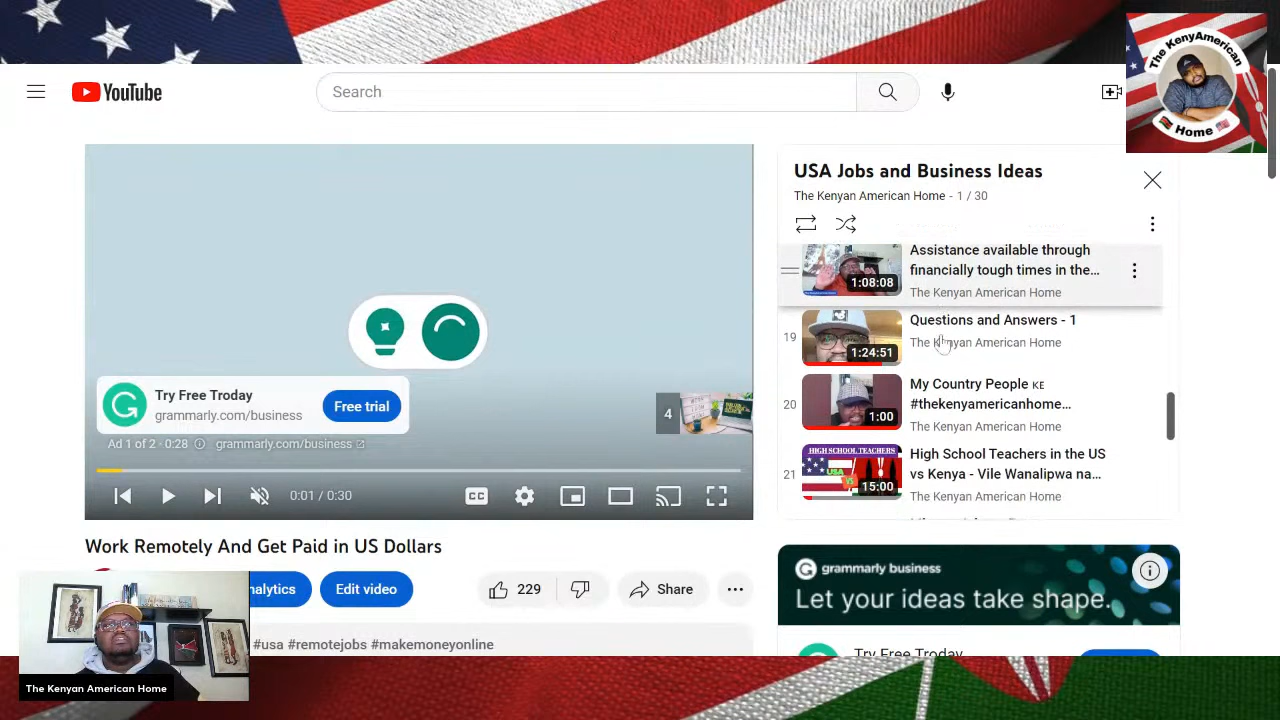 YouTube
Search
The KenyAmerican
Home
USA Jobs and Business Ideas
The Kenyan American Home - 1 / 30
Assistance available through
financially tough times in the...
The Kenyan American Home
1:08:08
19
Questions and Answers - 1
The Kenyan American Home
1:24:51
20
My Country People KE
#thekenyamericanhome...
The Kenyan American Home
1:00
21
HIGH SCHOOL TEACHERS
USA
VS
15:00
High School Teachers in the US
vs Kenya - Vile Wanalipwa na...
The Kenyan American Home
Try Free Troday
grammarly.com/business
Free trial
4
Ad 1 of 2 · 0:28 grammarly.com/business
CC
0:01 / 0:30
Work Remotely And Get Paid in US Dollars
nalytics
Edit video
229
Share
#usa #remotejobs #makemoneyonline
The Kenyan American Home
grammarly business
Let your ideas take shape.
Try Free Troday